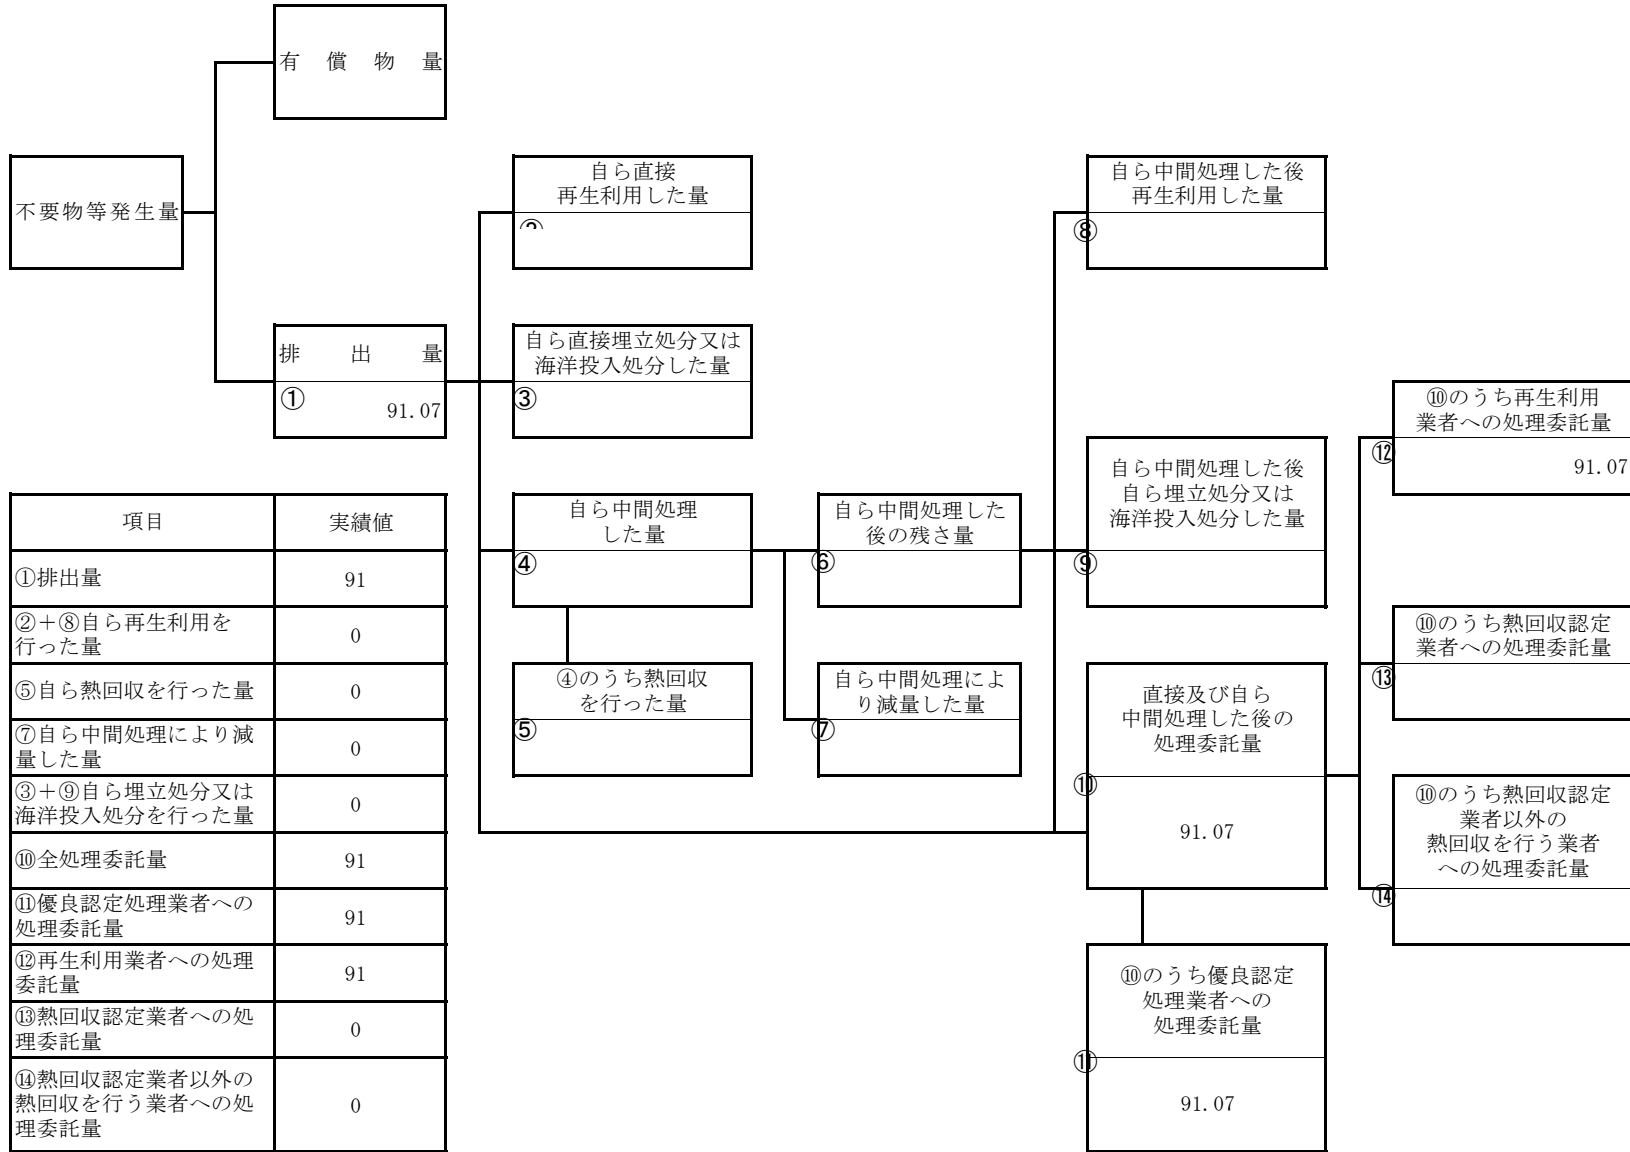 有償物量
不要物等発生量
自ら直接
再生利用した量
自ら中間処理した後
再生利用した量
⑧
排出量
①
91.07
自ら直接埋立処分又は
海洋投入処分した量
③
⑩のうち再生利用
業者への処理委託量
⑫
91.07
自ら中間処理した後
自ら埋立処分又は
海洋投入処分した量
⑨
自ら中間処理
した量
④
自ら中間処理した
後の残さ量
⑥
④のうち熱回収
を行った量
⑤
自ら中間処理によ
り減量した量
⑦
直接及び自ら
中間処理した後の
処理委託量
⑩
91.07
⑩のうち熱回収認定
業者への処理委託量
⑬
⑩のうち熱回収認定
業者以外の
熱回収を行う業者
への処理委託量
⑭
⑩のうち優良認定
処理業者への
処理委託量
⑪
91.07
項目 実績値
①排出量 91
②+⑧自ら再生利用を
行った量 0
⑤自ら熱回収を行った量 0
⑦自ら中間処理により減
量した量 0
③+⑨自ら埋立処分又は
海洋投入処分を行った量 0
⑩全処理委託量 91
⑪優良認定処理業者への
処理委託量 91
⑫再生利用業者への処理
委託量 91
⑬熱回収認定業者への処
理委託量 0
⑭熱回収認定業者以外の
熱回収を行う業者への処
理委託量 0